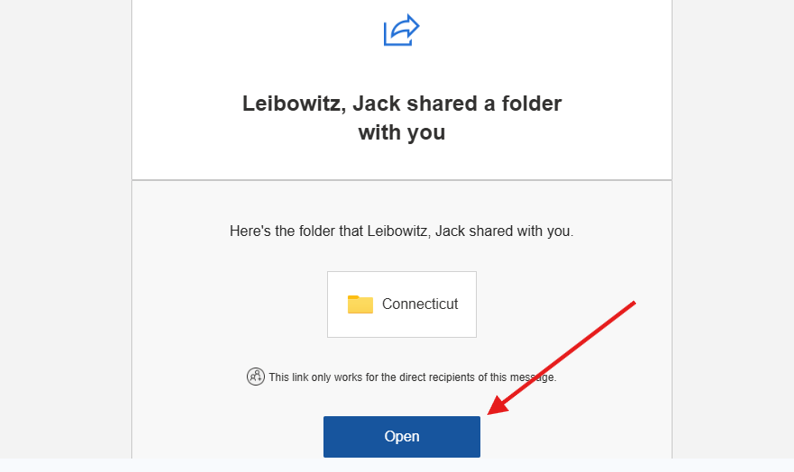 Leibowitz, Jack shared a folder
with you
Here's the folder that Leibowitz, Jack shared with you.
Connecticut
This link only works for the direct recipients of this message.
Open